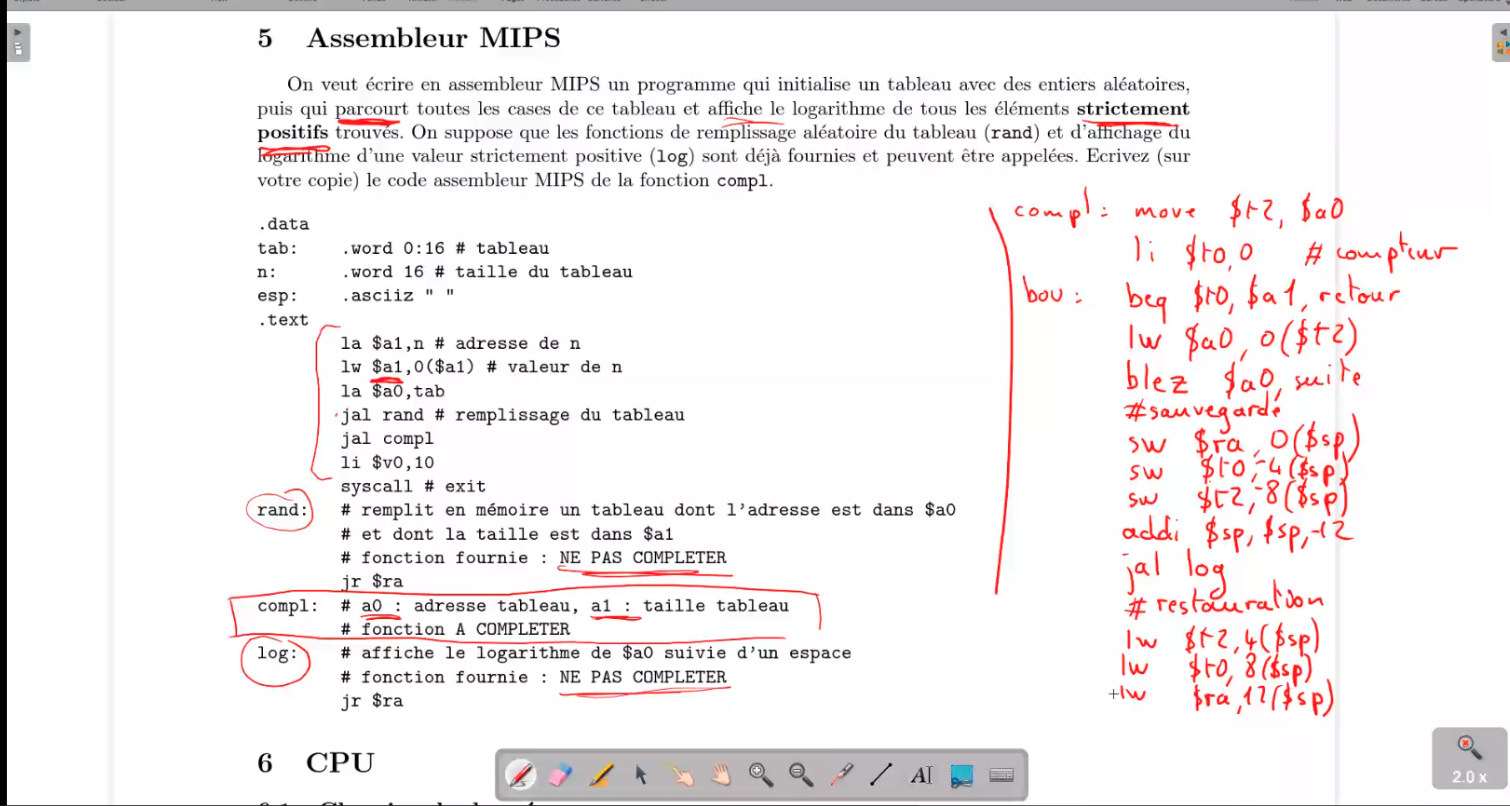 5 Assembleur MIPS
On veut écrire en assembleur MIPS un programme qui initialise un tableau avec des entiers aléatoires,
puis qui parcourt toutes les cases de ce tableau et affiche le logarithme de tous les éléments strictement
positifs trouvés. On suppose que les fonctions de remplissage aléatoire du tableau (rand) et d'affichage du
logarithme d'une valeur strictement positive (log) sont déjà fournies et peuvent être appelées. Ecrivez (sur
votre copie) le code assembleur MIPS de la fonction compl.
.data
tab: .word 0:16 # tableau
n: .word 16 # taille du tableau
esp: .asciiz " "
.text
la $a1,n # adresse de n
lw $a1,0($a1) # valeur de n
la $a0,tab
jal rand # remplissage du tableau
jal compl
li $v0,10
syscall # exit
rand: # remplit en mémoire un tableau dont l'adresse est dans $a0
# et dont la taille est dans $a1
# fonction fournie : NE PAS COMPLETER
jr $ra
compl: # a0 : adresse tableau, a1 : taille tableau
# fonction A COMPLETER
log: # affiche le logarithme de $a0 suivie d'un espace
# fonction fournie : NE PAS COMPLETER
jr $ra
compl : move $t2, $a0
li $t0,0 # compteur
bou : beq $t0, $a1, retour
lw $a0, 0($t2)
blez $a0, suite
#sauvegarde
sw $ra, 0($sp)
sw $t0,-4($sp)
sw $t2,-8($sp)
addi $sp, $sp,-12
jal log
# restauration
lw $t2,4($sp)
lw $t0, 8($sp)
lw $ra,12($sp)
6 CPU
AI
2.0 x